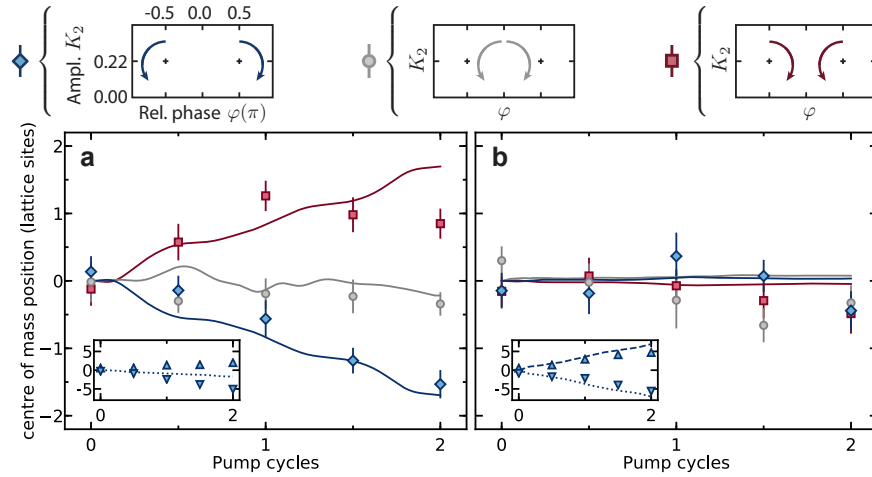 -0.5 0.0 0.5
Ampl. K₂
0.22
0.00
Rel. phase φ(π)
K₂
φ
K₂
φ
a
b
centre of mass position (lattice sites)
2
1
0
−1
−2
5
0
-5
0 2
5
0
-5
0 2
0 1 2
0 1 2
Pump cycles
Pump cycles